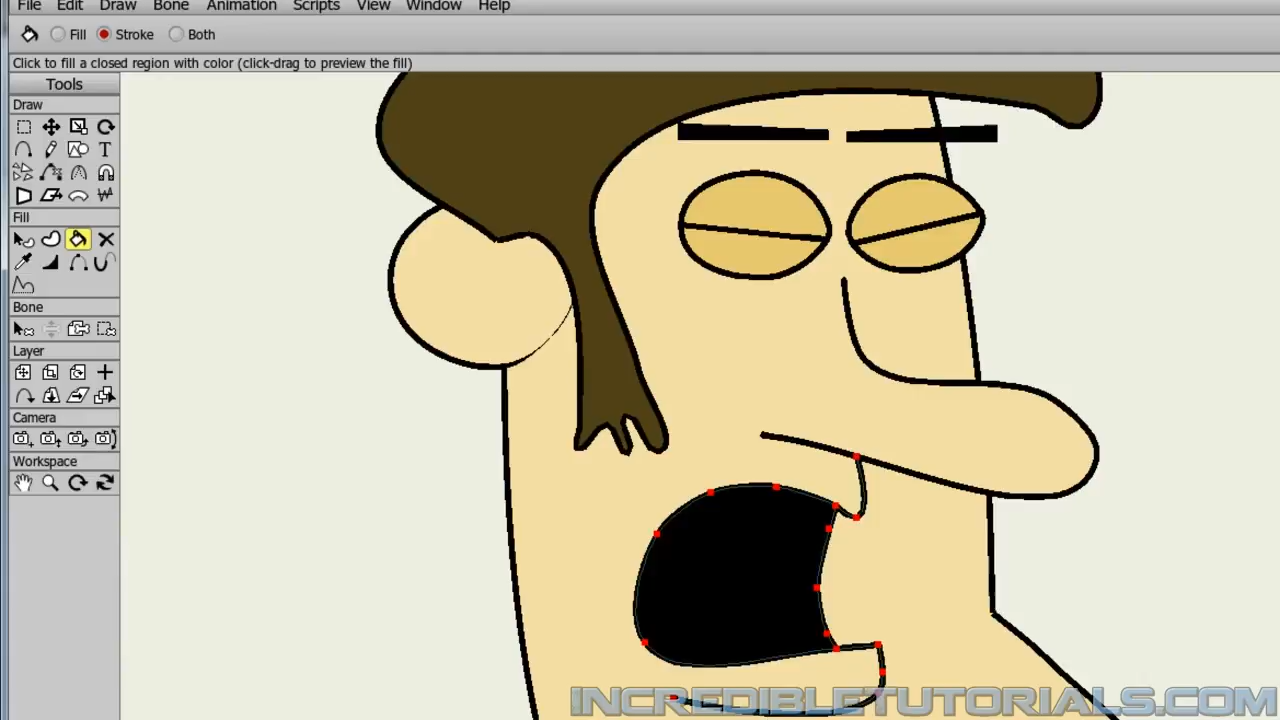 File Edit Draw Bone Animation Scripts View Window Help
Fill Stroke Both
Click to fill a closed region with color (click-drag to preview the fill)
Tools
Draw
T
Fill
Bone
Layer
Camera
Workspace
INCREDIBLETUTORIALS.COM